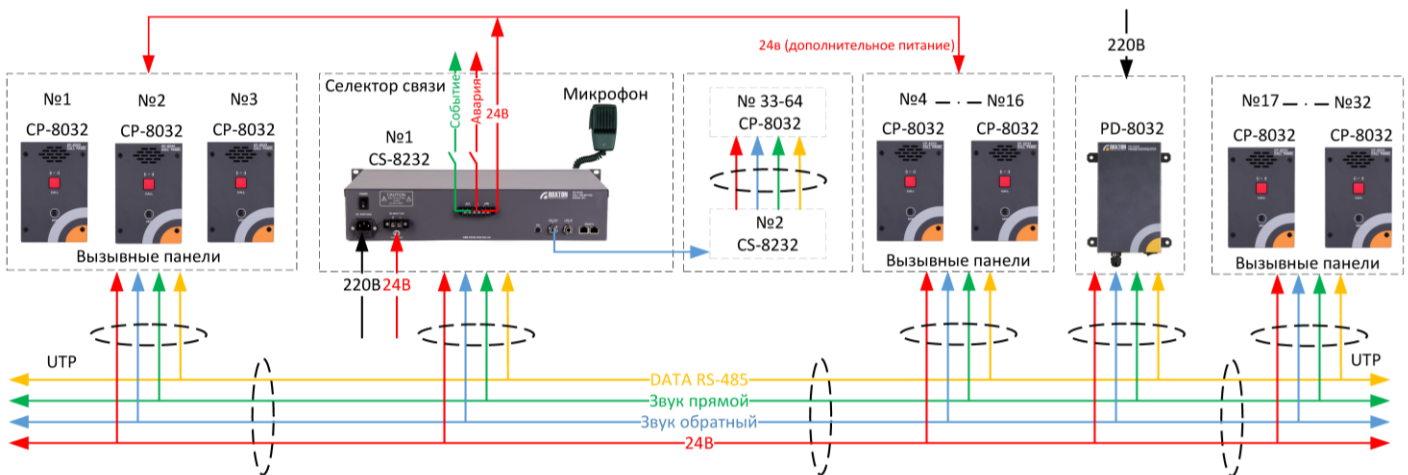 24в (дополнительное питание)
220В
№1
№2
№3
CP-8032
CP-8032
CP-8032
Вызывные панели
Селектор связи
Событие
Авария
24В
Микрофон
№1
CS-8232
ROXTON
220В
24В
№ 33-64
CP-8032
№2
CS-8232
№4
№16
CP-8032
CP-8032
Вызывные панели
PD-8032
№17
№32
CP-8032
CP-8032
Вызывные панели
UTP
UTP
DATA RS-485
Звук прямой
Звук обратный
24В